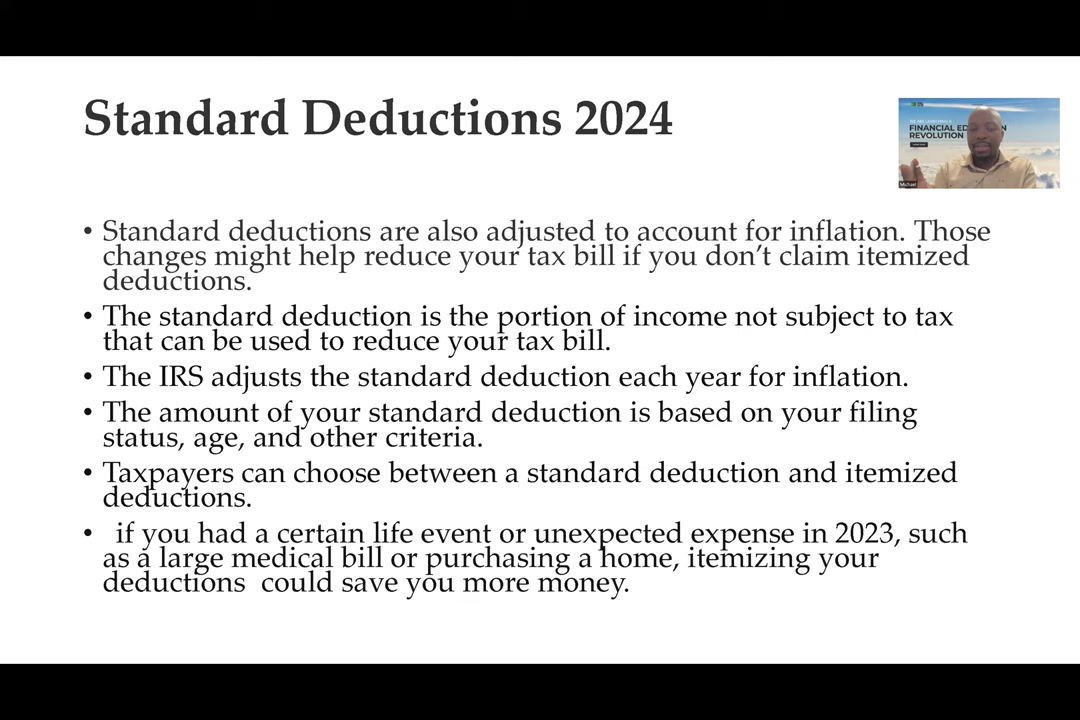 Standard Deductions 2024
FINANCIAL
REVOLUTION
Michael
• Standard deductions are also adjusted to account for inflation. Those
changes might help reduce your tax bill if you don’t claim itemized
deductions.
• The standard deduction is the portion of income not subject to tax
that can be used to reduce your tax bill.
• The IRS adjusts the standard deduction each year for inflation.
• The amount of your standard deduction is based on your filing
status, age, and other criteria.
• Taxpayers can choose between a standard deduction and itemized
deductions.
• if you had a certain life event or unexpected expense in 2023, such
as a large medical bill or purchasing a home, itemizing your
deductions could save you more money.